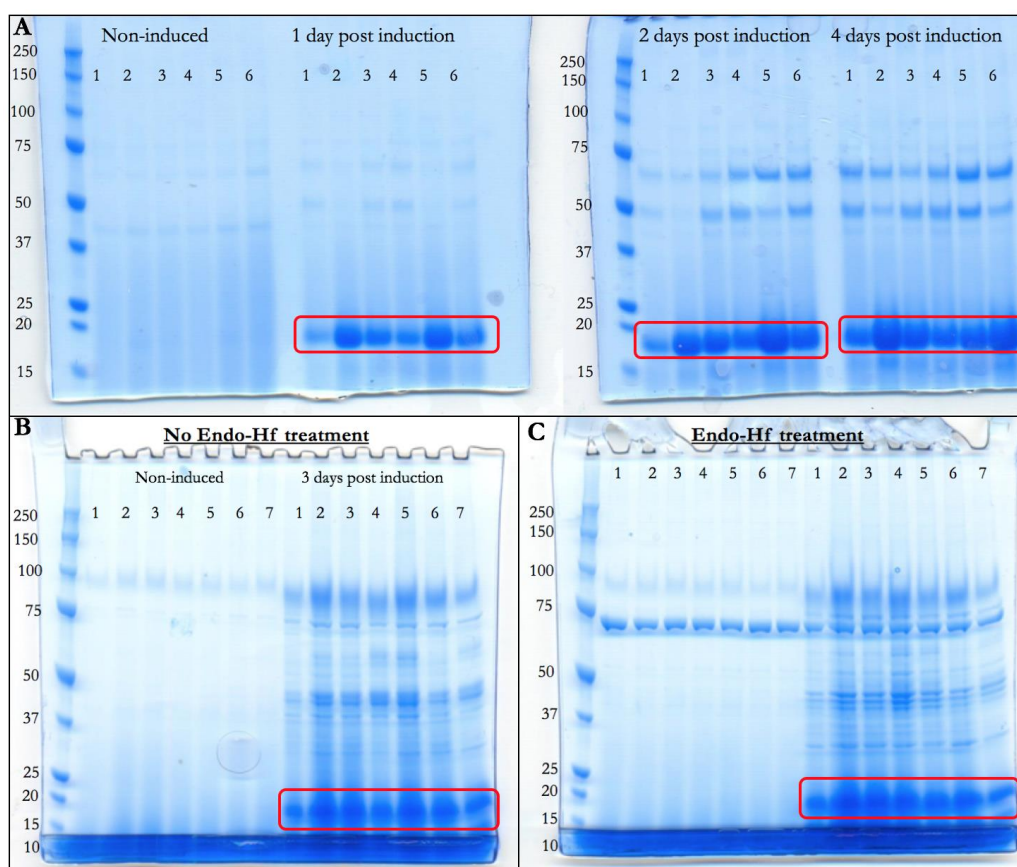 A
Non-induced
1 day post induction
2 days post induction
4 days post induction
1 2 3 4 5 6
1 2 3 4 5 6
1 2 3 4 5 6
1 2 3 4 5 6
250
150
100
75
50
37
25
20
15
250
150
100
75
50
37
25
20
15
B
No Endo-Hf treatment
Non-induced
3 days post induction
1 2 3 4 5 6 7
1 2 3 4 5 6 7
250
150
100
75
50
37
25
20
15
10
C
Endo-Hf treatment
1 2 3 4 5 6 7
1 2 3 4 5 6 7
250
150
100
75
50
37
25
20
15
10